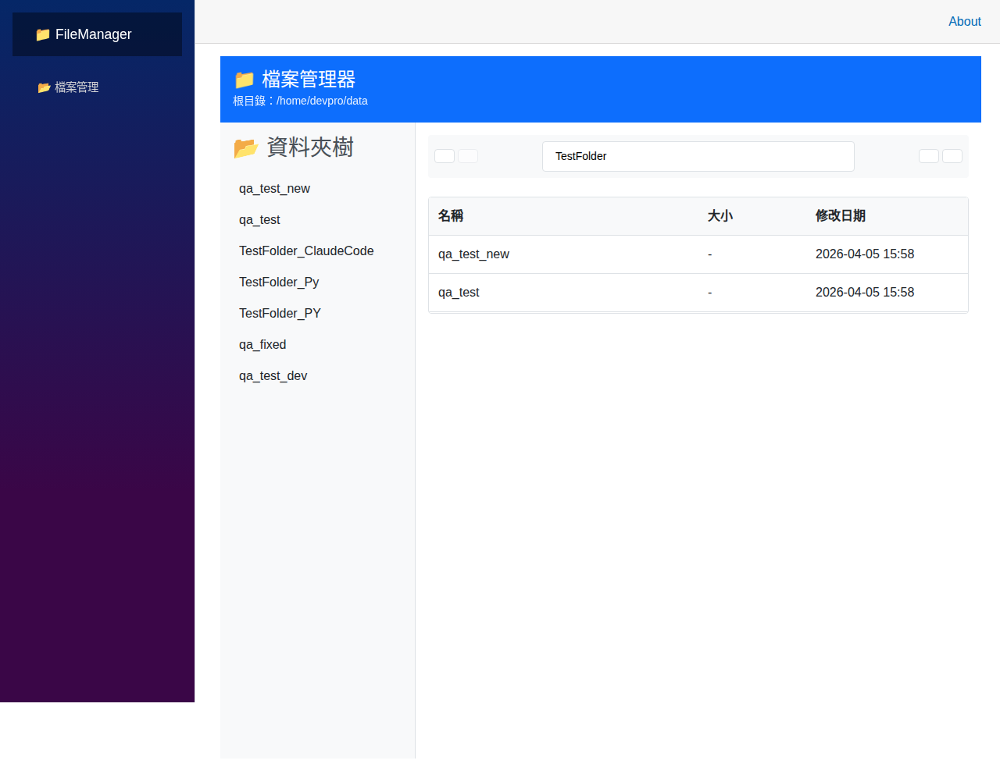 📁 FileManager
📂 檔案管理
About
📁 檔案管理器
根目錄：/home/devpro/data
📂 資料夾樹
qa_test_new
qa_test
TestFolder_ClaudeCode
TestFolder_Py
TestFolder_PY
qa_fixed
qa_test_dev
TestFolder
名稱 大小 修改日期
qa_test_new - 2026-04-05 15:58
qa_test - 2026-04-05 15:58